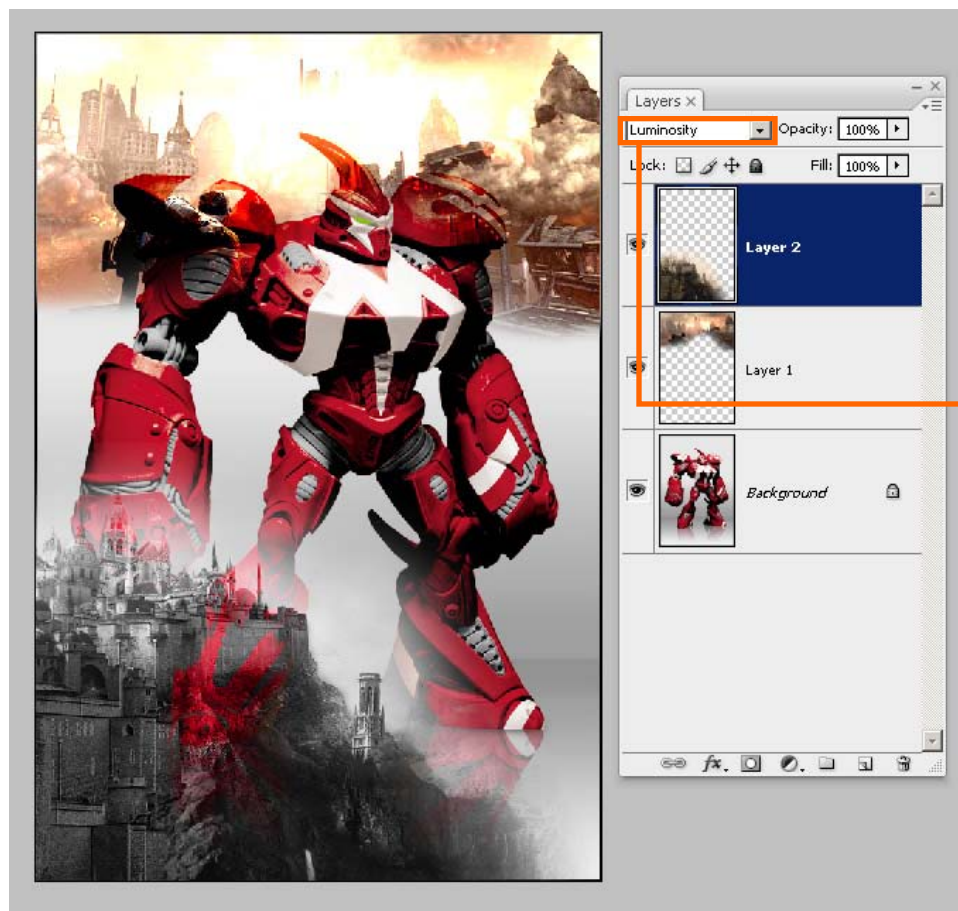 Layers ×
Luminosity Opacity: 100%
Lock: Fill: 100%
Layer 2
Layer 1
Background
fx.